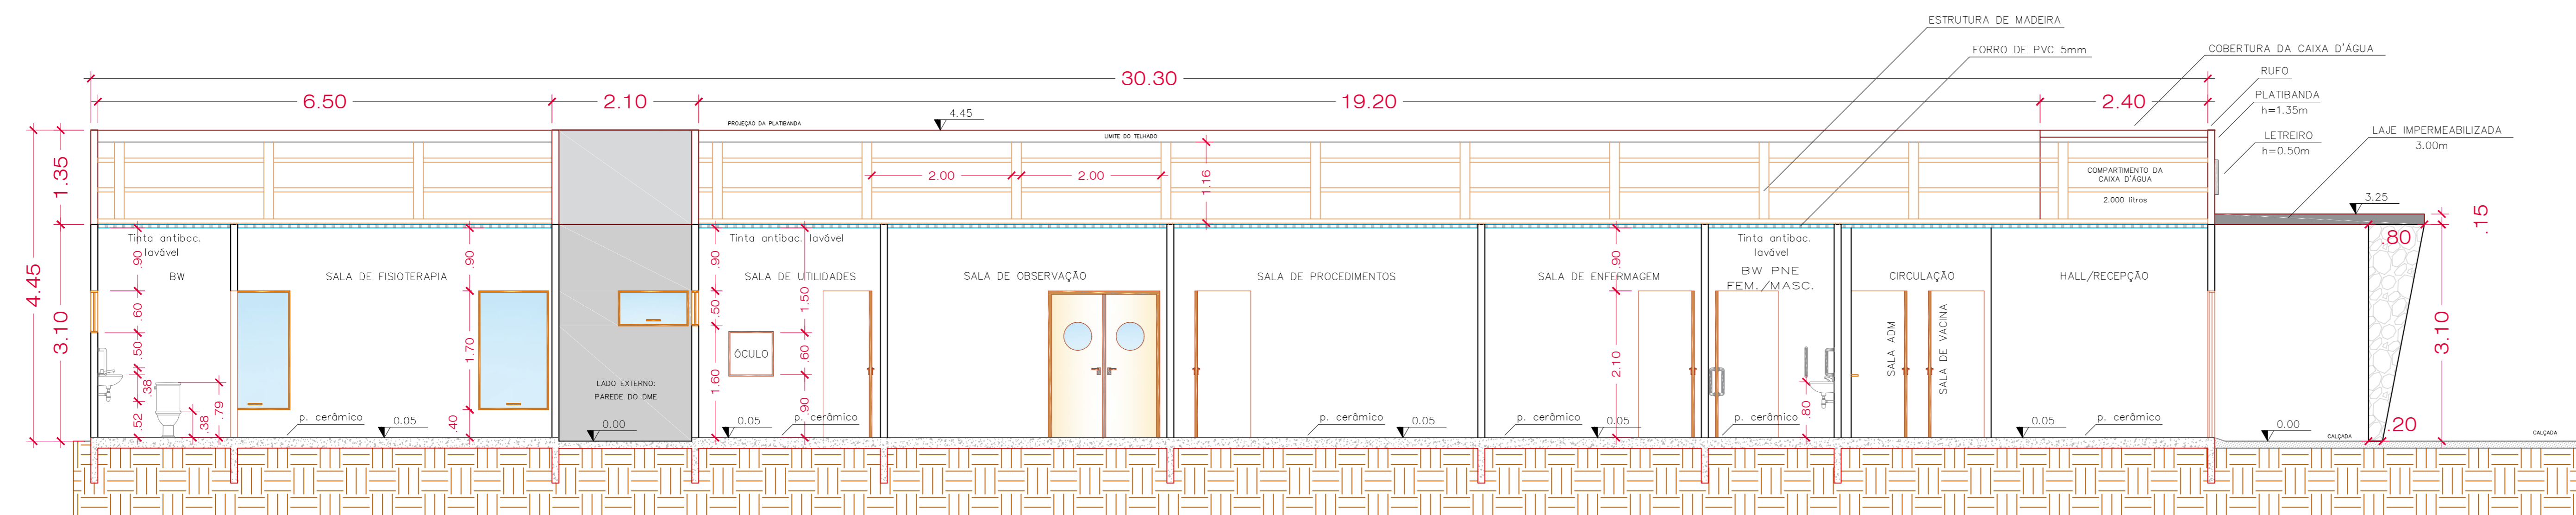 ESTRUTURA DE MADEIRA
FORRO DE PVC 5mm
COBERTURA DA CAIXA D'ÁGUA
RUFO
PLATIBANDA
h=1.35m
LETREIRO
h=0.50m
LAJE IMPERMEABILIZADA
3.00m
30.30
6.50
2.10
19.20
2.40
PROJEÇÃO DA PLATIBANDA
4.45
LIMITE DO TELHADO
1.35
4.45
3.10
2.00
2.00
1.16
COMPARTIMENTO DA
CAIXA D'ÁGUA
2.000 litros
3.25
.15
.80
3.10
.20
Tinta antibac.
lavável
BW
.90
.60
.50
.38
.52
.38
.79
SALA DE FISIOTERAPIA
.90
1.70
.40
p. cerâmico
0.05
LADO EXTERNO:
PAREDE DO DME
0.00
Tinta antibac. lavável
SALA DE UTILIDADES
.90
.50
1.60
1.50
.60
.90
ÓCULO
0.05
p. cerâmico
SALA DE OBSERVAÇÃO
SALA DE PROCEDIMENTOS
p. cerâmico
0.05
SALA DE ENFERMAGEM
.90
2.10
p. cerâmico
0.05
Tinta antibac.
lavável
BW PNE
FEM./MASC.
.80
p. cerâmico
CIRCULAÇÃO
SALA ADM
SALA DE VACINA
HALL/RECEPÇÃO
0.05
p. cerâmico
0.00
CALÇADA
CALÇADA